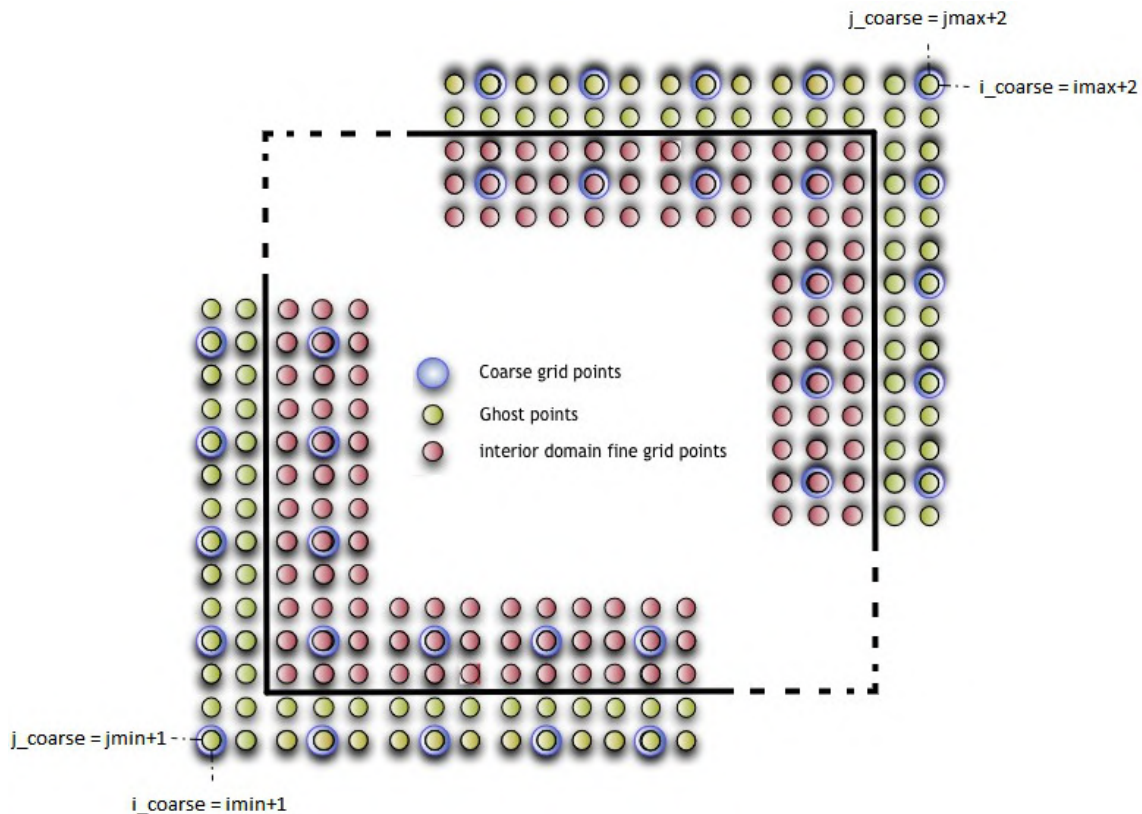 j_coarse = jmax+2
i_coarse = imax+2
Coarse grid points
Ghost points
interior domain fine grid points
j_coarse = jmin+1
i_coarse = imin+1